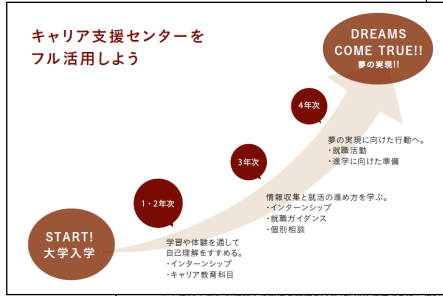 キャリア支援センターを
フル活用しよう
DREAMS
COME TRUE!!
夢の実現!!
4年次
夢の実現に向けた行動へ。
・就職活動
・進学に向けた準備
3年次
情報収集と就活の進め方を学ぶ。
・インターンシップ
・就職ガイダンス
・個別相談
1・2年次
学習や体験を通して
自己理解をすすめる。
・インターンシップ
・キャリア教育科目
START!
大学入学